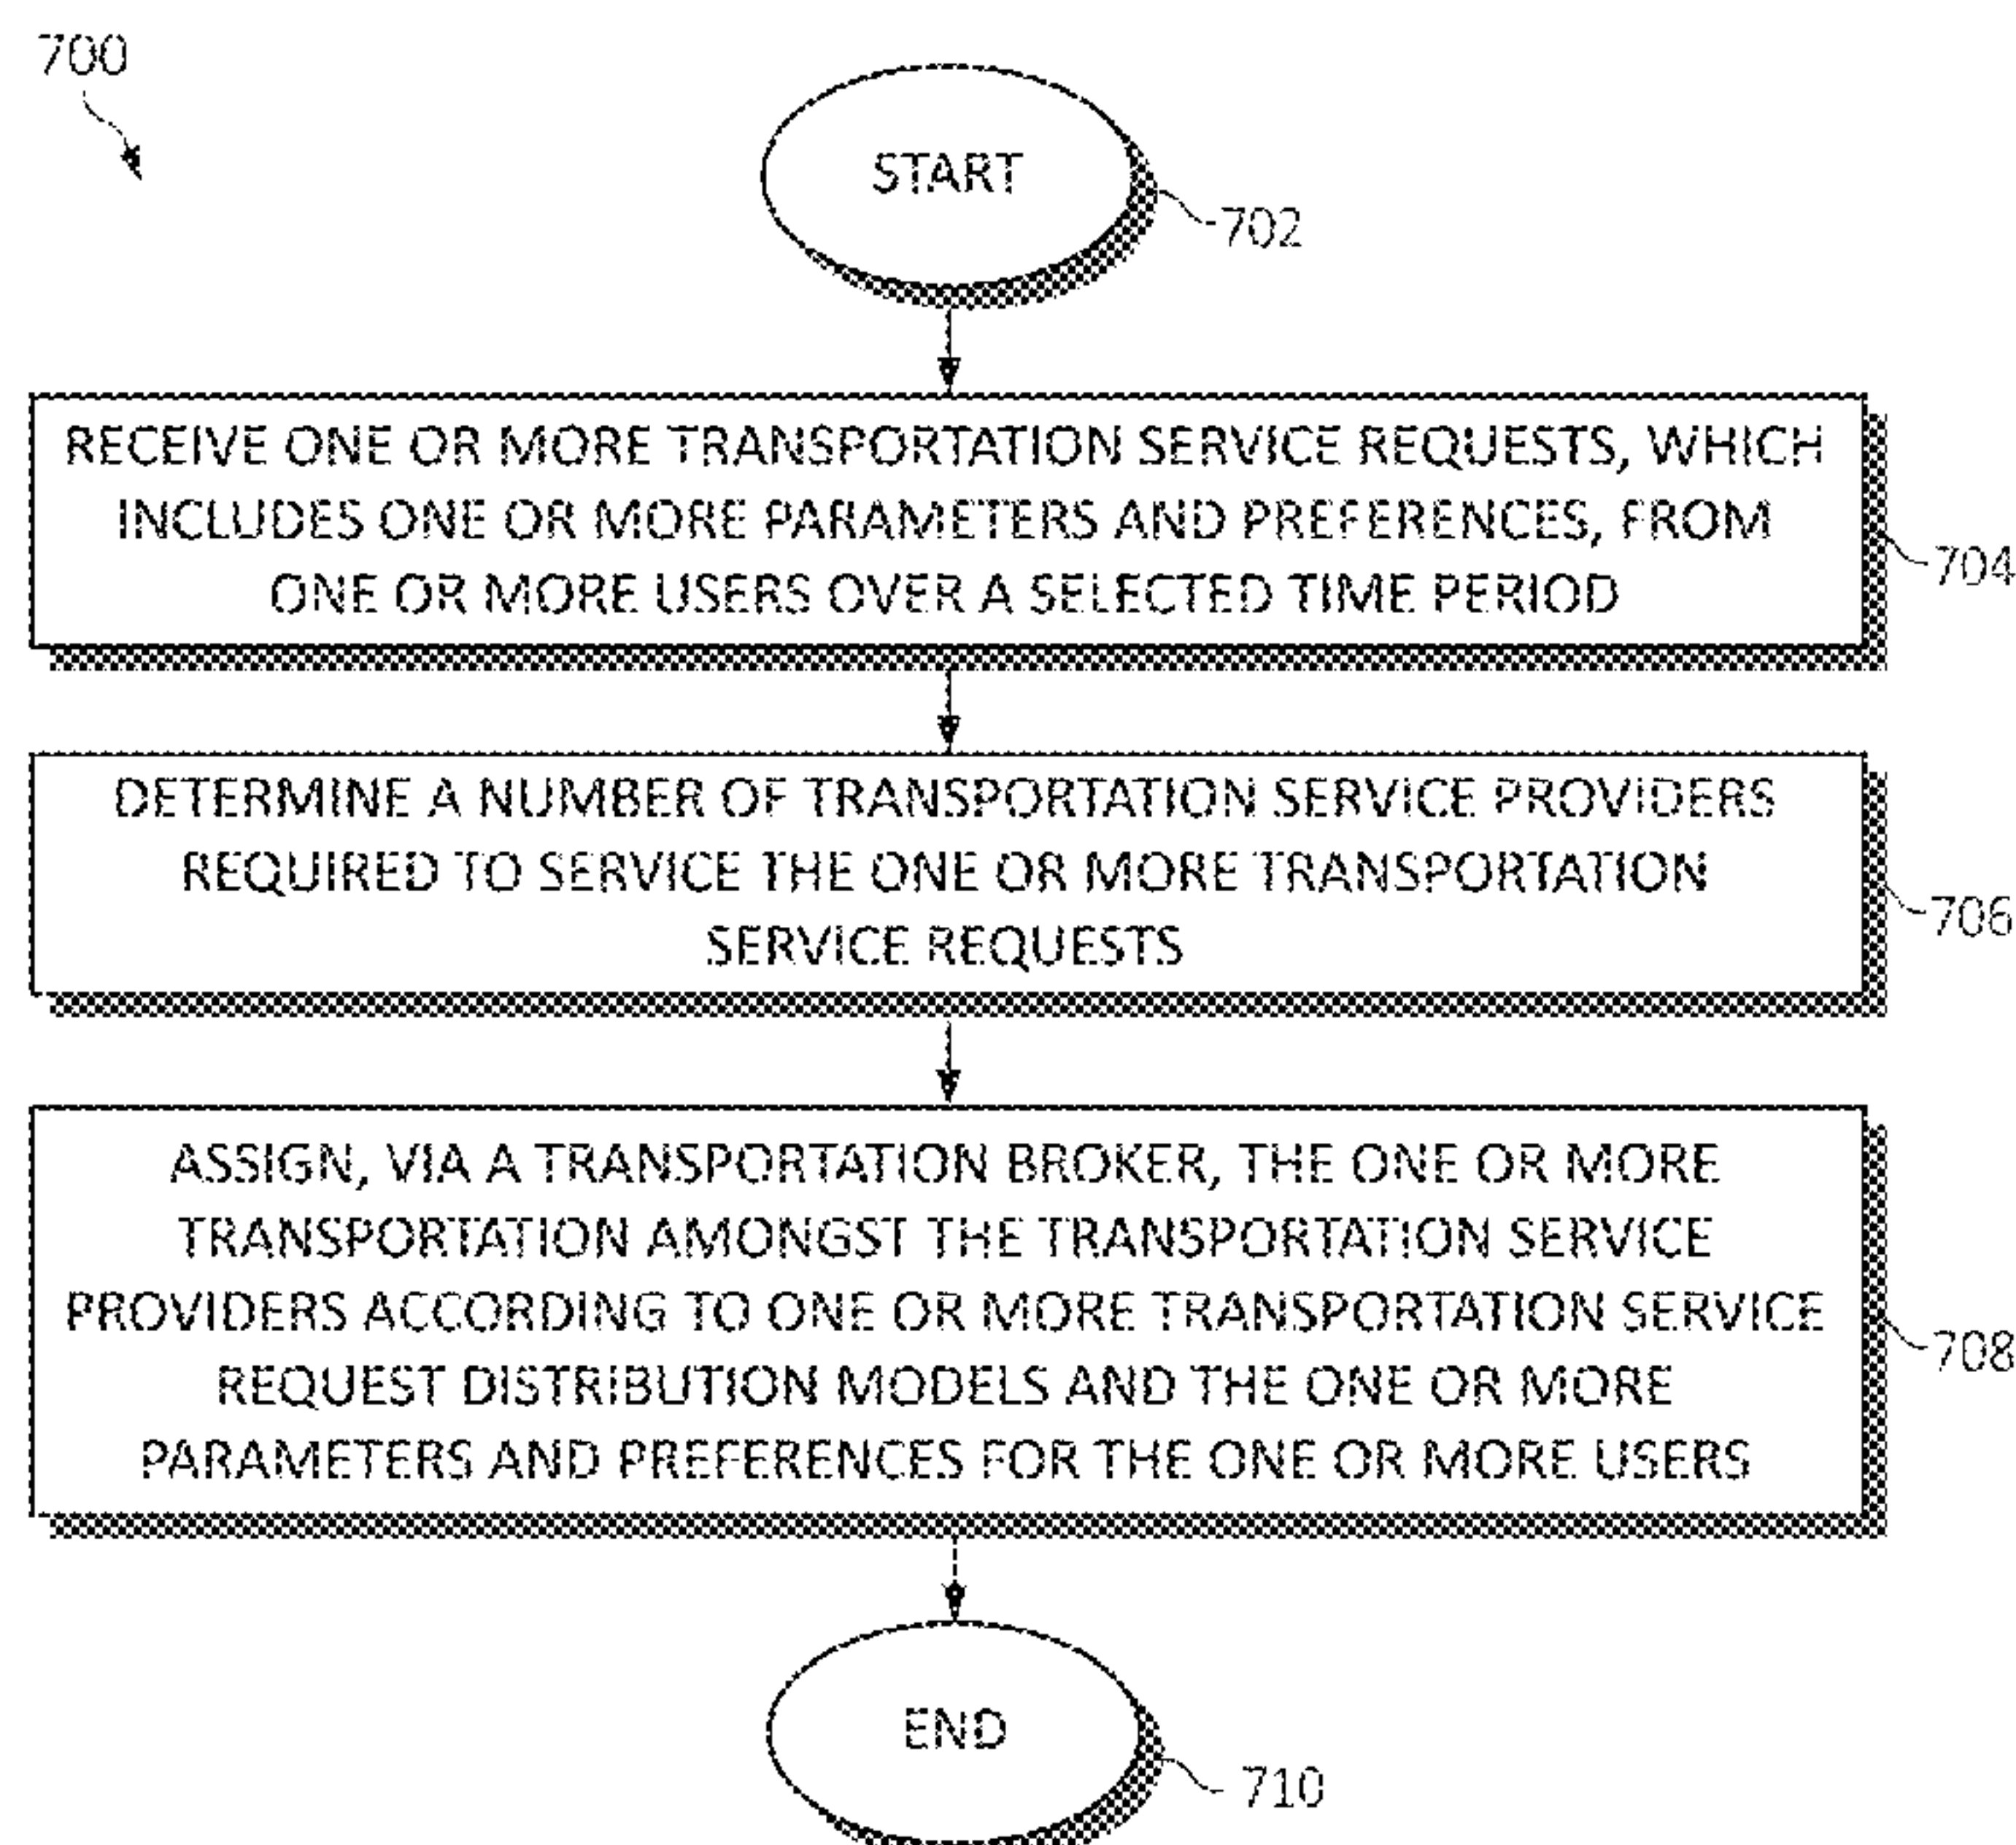 700
START
702
RECEIVE ONE OR MORE TRANSPORTATION SERVICE REQUESTS, WHICH
INCLUDES ONE OR MORE PARAMETERS AND PREFERENCES, FROM
ONE OR MORE USERS OVER A SELECTED TIME PERIOD
704
DETERMINE A NUMBER OF TRANSPORTATION SERVICE PROVIDERS
REQUIRED TO SERVICE THE ONE OR MORE TRANSPORTATION
SERVICE REQUESTS
706
ASSIGN, VIA A TRANSPORTATION BROKER, THE ONE OR MORE
TRANSPORTATION AMONGST THE TRANSPORTATION SERVICE
PROVIDERS ACCORDING TO ONE OR MORE TRANSPORTATION SERVICE
REQUEST DISTRIBUTION MODELS AND THE ONE OR MORE
PARAMETERS AND PREFERENCES FOR THE ONE OR MORE USERS
708
END
710